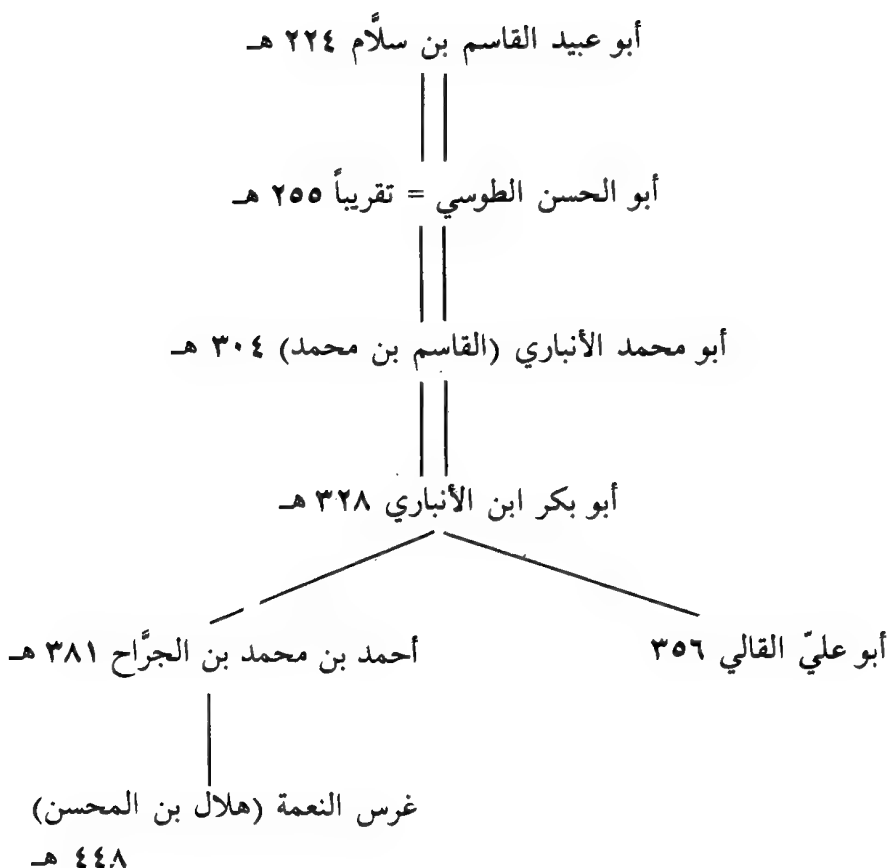 أبو عبيد القاسم بن سلَّام ٢٢٤ هـ
أبو الحسن الطوسي = تقريباً ٢٥٥ هـ
أبو محمد الأنباري (القاسم بن محمد) ٣٠٤ هـ
أبو بكر ابن الأنباري ٣٢٨ هـ
أبو عليّ القالي ٣٥٦
أحمد بن محمد بن الجرَّاح ٣٨١ هـ
غرس النعمة (هلال بن المحسن)
٤٤٨ هـ